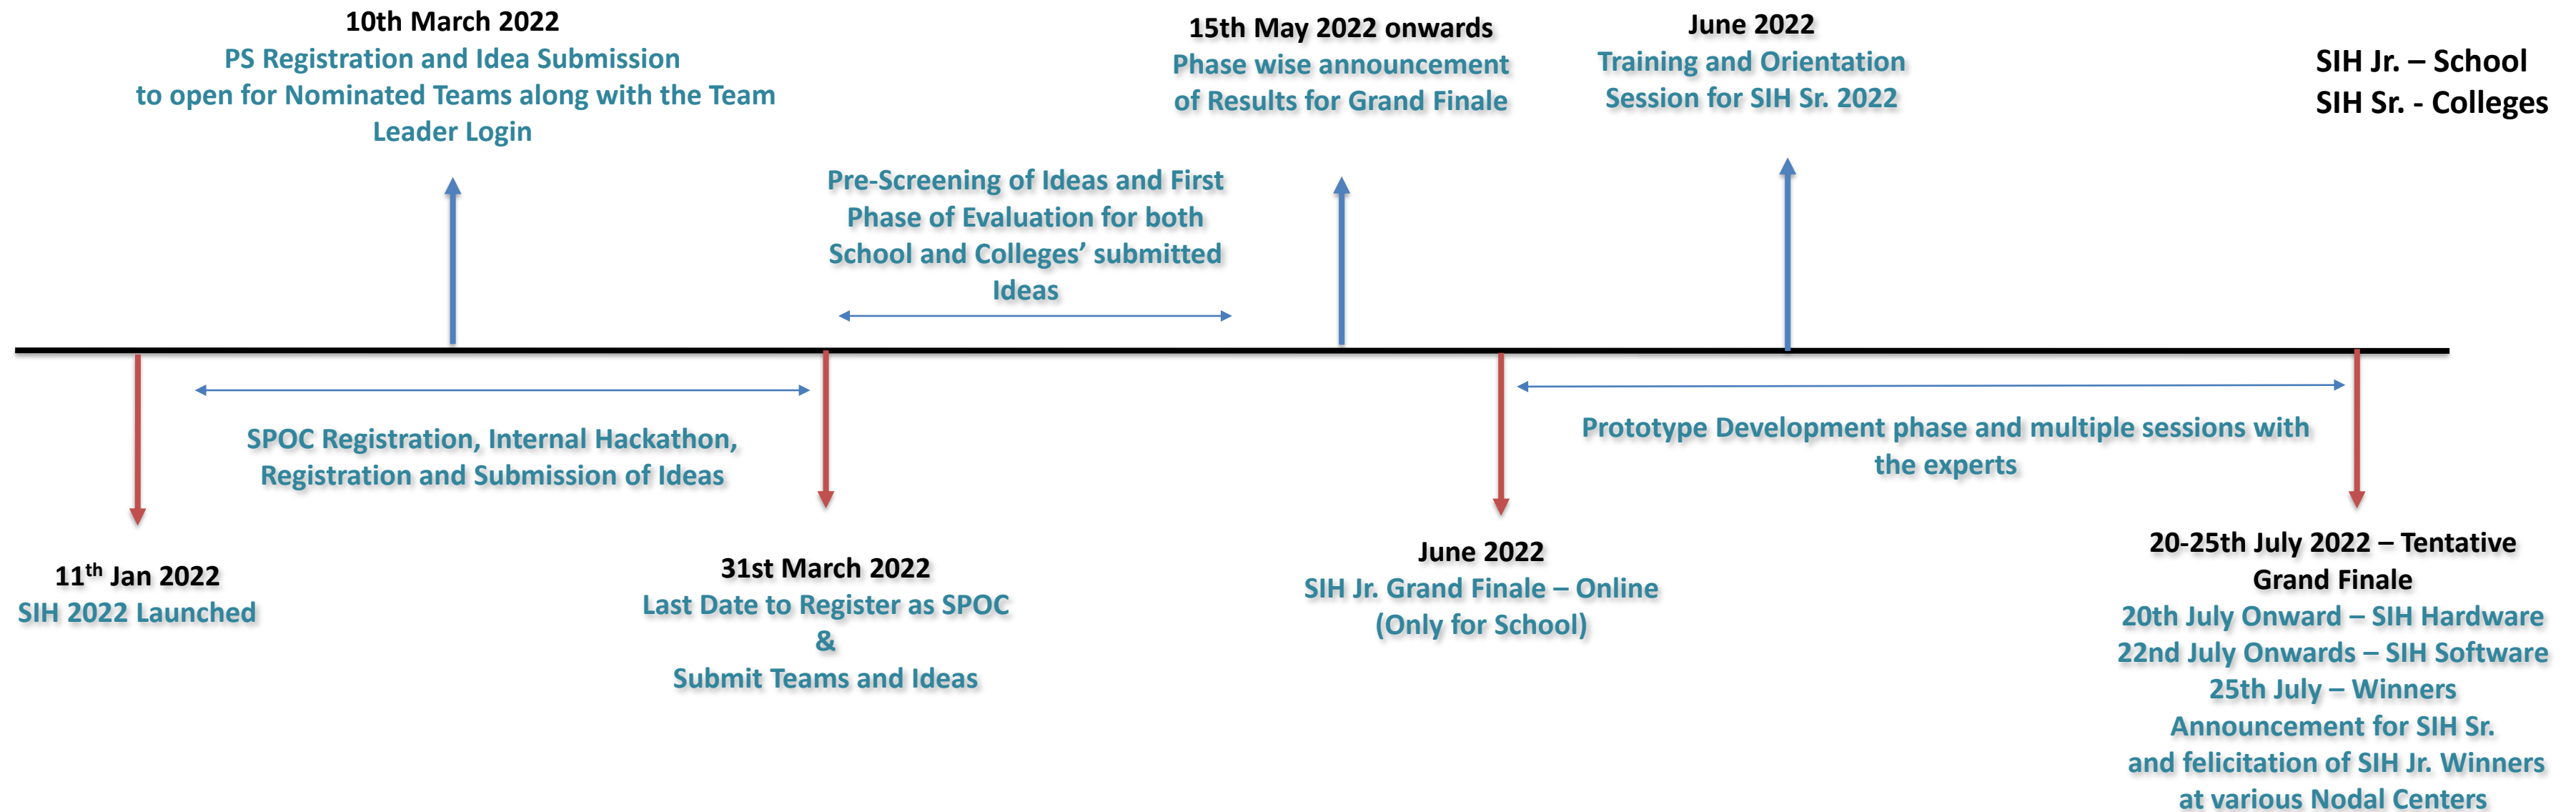 10th March 2022
PS Registration and Idea Submission
to open for Nominated Teams along with the Team
Leader Login
15th May 2022 onwards
Phase wise announcement
of Results for Grand Finale
June 2022
Training and Orientation
Session for SIH Sr. 2022
SIH Jr. – School
SIH Sr. - Colleges
Pre-Screening of Ideas and First
Phase of Evaluation for both
School and Colleges’ submitted
Ideas
SPOC Registration, Internal Hackathon,
Registration and Submission of Ideas
Prototype Development phase and multiple sessions with
the experts
11th Jan 2022
SIH 2022 Launched
31st March 2022
Last Date to Register as SPOC
&
Submit Teams and Ideas
June 2022
SIH Jr. Grand Finale – Online
(Only for School)
20-25th July 2022 – Tentative
Grand Finale
20th July Onward – SIH Hardware
22nd July Onwards – SIH Software
25th July – Winners
Announcement for SIH Sr.
and felicitation of SIH Jr. Winners
at various Nodal Centers